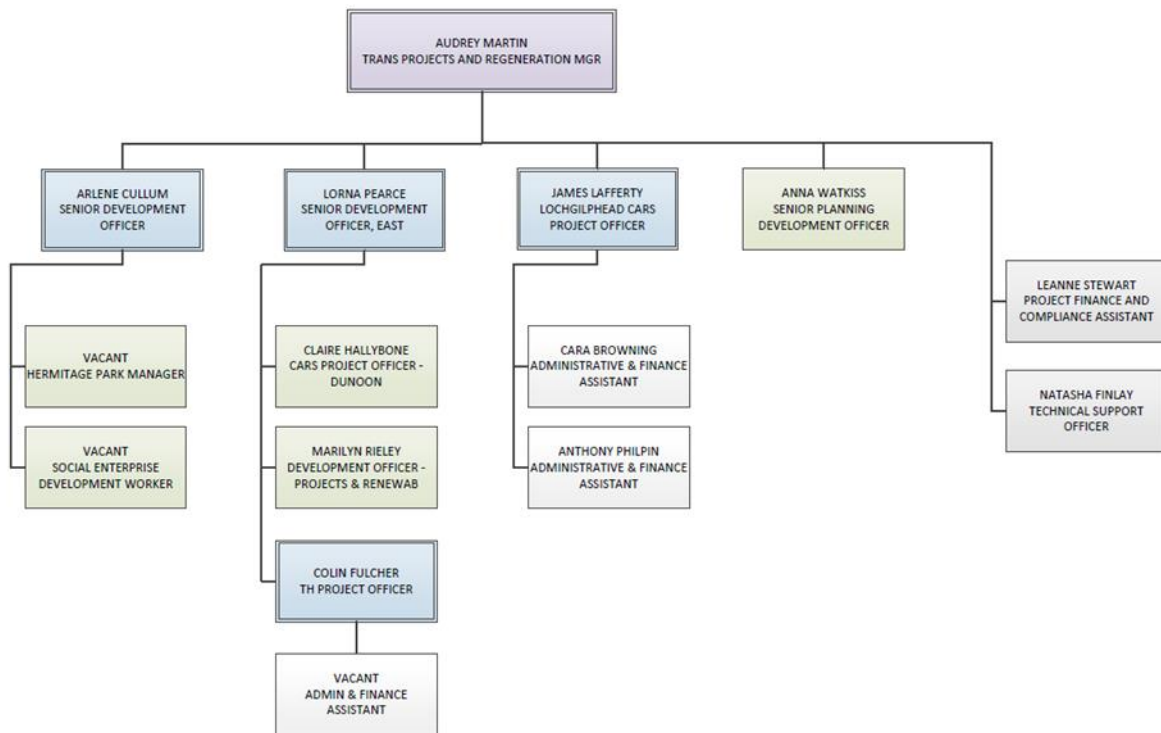 AUDREY MARTIN
TRANS PROJECTS AND REGENERATION MGR
ARLENE CULLUM
SENIOR DEVELOPMENT
OFFICER
LORNA PEARCE
SENIOR DEVELOPMENT
OFFICER, EAST
JAMES LAFFERTY
LOCHGILPHEAD CARS
PROJECT OFFICER
ANNA WATKISS
SENIOR PLANNING
DEVELOPMENT OFFICER
LEANNE STEWART
PROJECT FINANCE AND
COMPLIANCE ASSISTANT
NATASHA FINLAY
TECHNICAL SUPPORT
OFFICER
VACANT
HERMITAGE PARK MANAGER
VACANT
SOCIAL ENTERPRISE
DEVELOPMENT WORKER
CLAIRE HALLYBONE
CARS PROJECT OFFICER -
DUNOON
MARILYN RIELEY
DEVELOPMENT OFFICER -
PROJECTS & RENEWAB
COLIN FULCHER
TH PROJECT OFFICER
VACANT
ADMIN & FINANCE
ASSISTANT
CARA BROWNING
ADMINISTRATIVE & FINANCE
ASSISTANT
ANTHONY PHILPIN
ADMINISTRATIVE & FINANCE
ASSISTANT